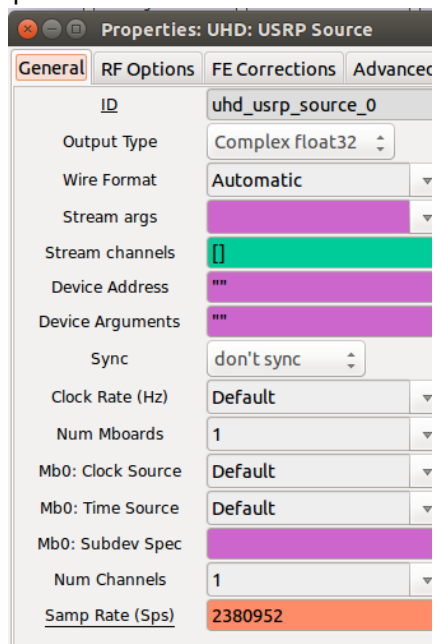 Properties: UHD: USRP Source
General RF Options FE Corrections Advanced
ID uhd_usrp_source_0
Output Type Complex float32
Wire Format Automatic
Stream args
Stream channels []
Device Address ""
Device Arguments ""
Sync don't sync
Clock Rate (Hz) Default
Num Mboards 1
Mb0: Clock Source Default
Mb0: Time Source Default
Mb0: Subdev Spec
Num Channels 1
Samp Rate (Sps) 2380952